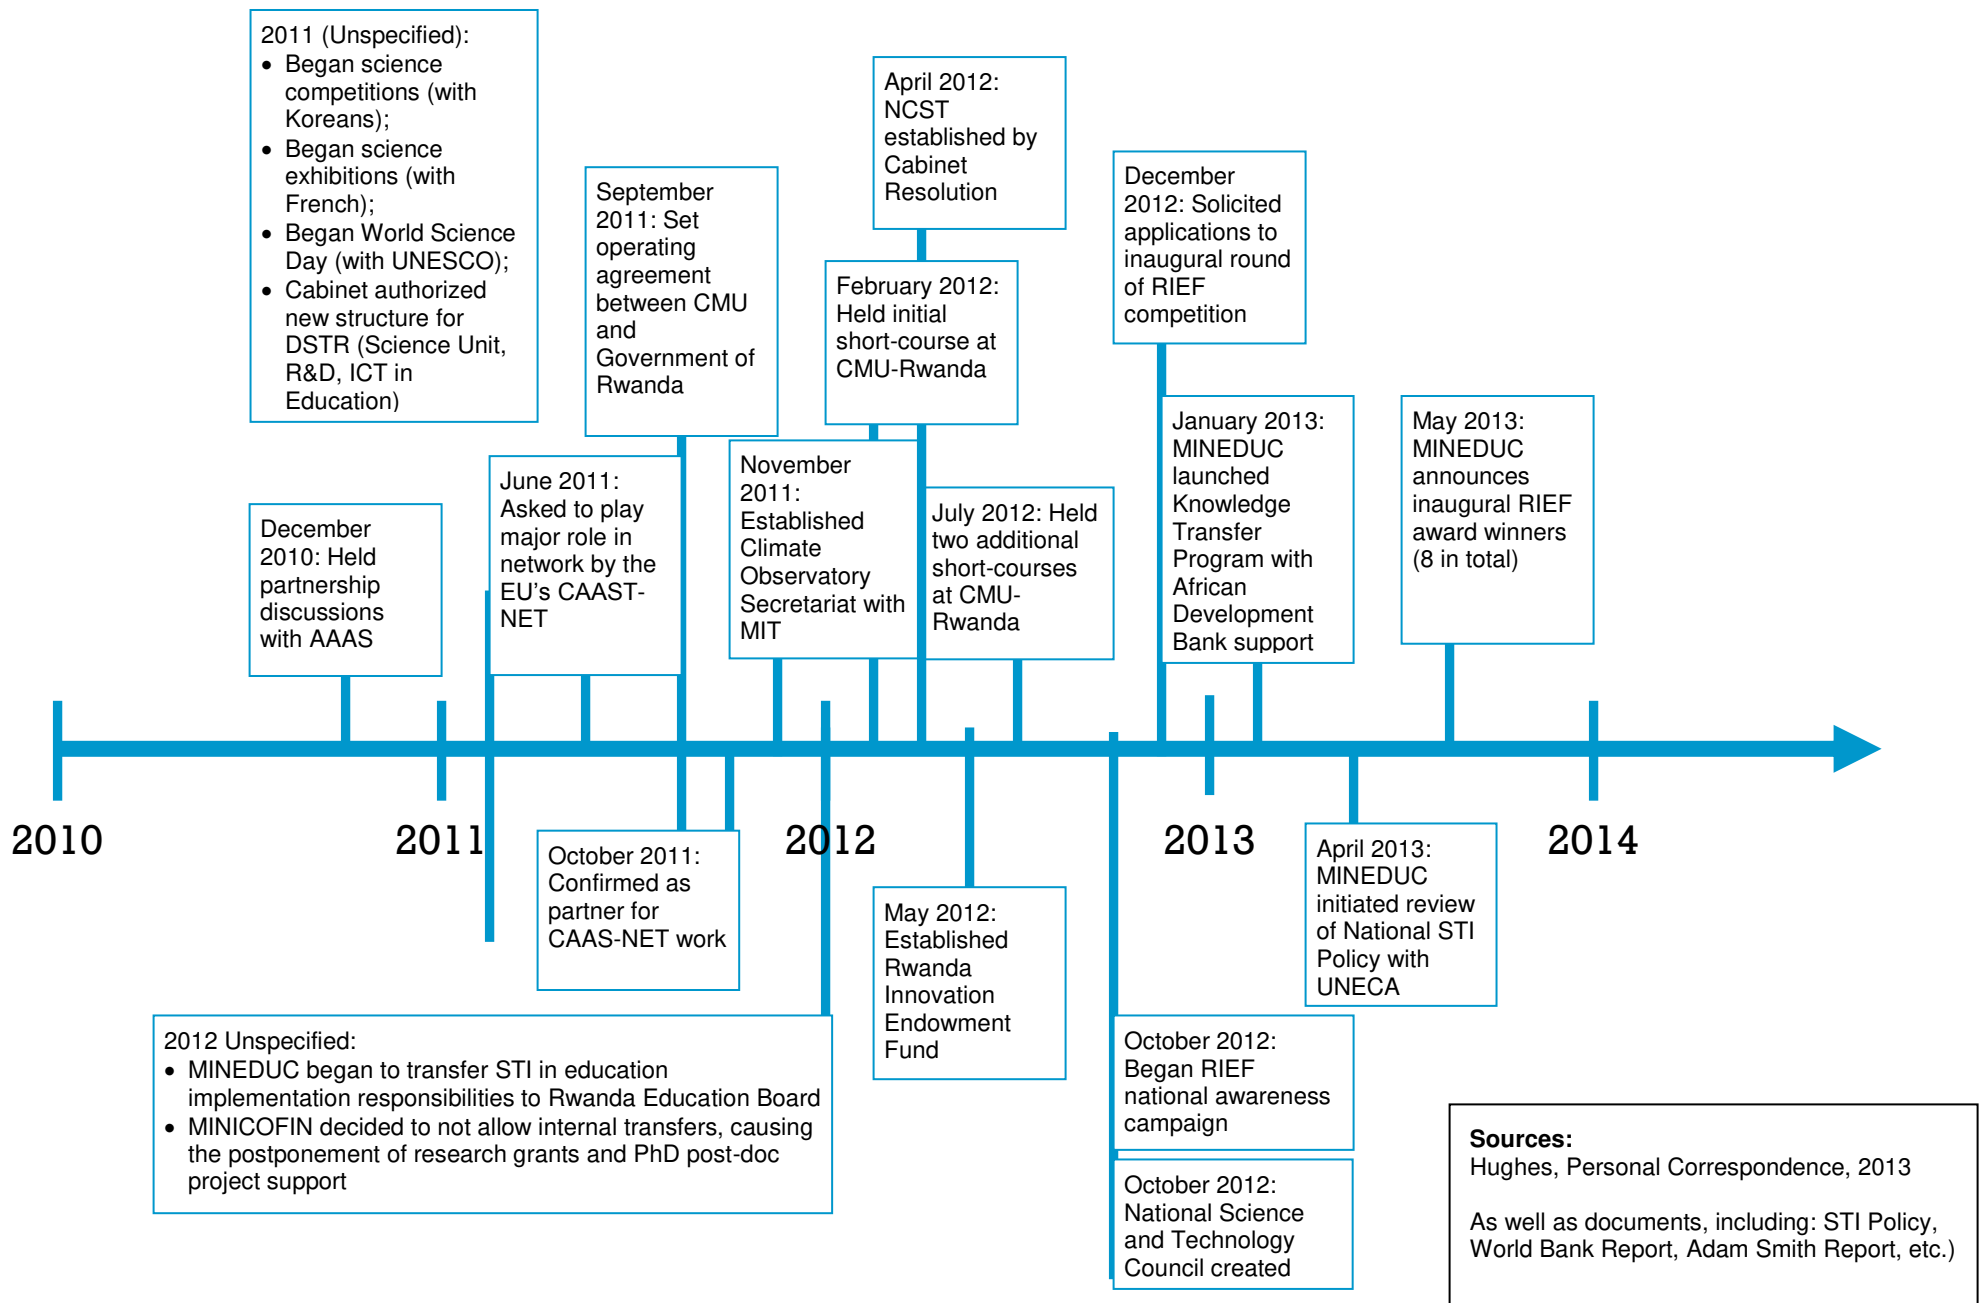 2011 (Unspecified):
• Began science
competitions (with
Koreans);
• Began science
exhibitions (with
French);
• Began World Science
Day (with UNESCO);
• Cabinet authorized
new structure for
DSTR (Science Unit,
R&D, ICT in
Education)
September
2011: Set
operating
agreement
between CMU
and
Government of
Rwanda
April 2012:
NCST
established by
Cabinet
Resolution
February 2012:
Held initial
short-course at
CMU-Rwanda
December
2012: Solicited
applications to
inaugural round
of RIEF
competition
December
2010: Held
partnership
discussions
with AAAS
June 2011:
Asked to play
major role in
network by the
EU's CAAST-
NET
November
2011:
Established
Climate
Observatory
Secretariat with
MIT
July 2012: Held
two additional
short-courses
at CMU-
Rwanda
January 2013:
MINEDUC
launched
Knowledge
Transfer
Program with
African
Development
Bank support
May 2013:
MINEDUC
announces
inaugural RIEF
award winners
(8 in total)
2010
2011
2012
2013
2014
October 2011:
Confirmed as
partner for
CAAS-NET work
May 2012:
Established
Rwanda
Innovation
Endowment
Fund
April 2013:
MINEDUC
initiated review
of National STI
Policy with
UNECA
2012 Unspecified:
• MINEDUC began to transfer STI in education
implementation responsibilities to Rwanda Education Board
• MINICOFIN decided to not allow internal transfers, causing
the postponement of research grants and PhD post-doc
project support
October 2012:
Began RIEF
national awareness
campaign
October 2012:
National Science
and Technology
Council created
Sources:
Hughes, Personal Correspondence, 2013
As well as documents, including: STI Policy,
World Bank Report, Adam Smith Report, etc.)